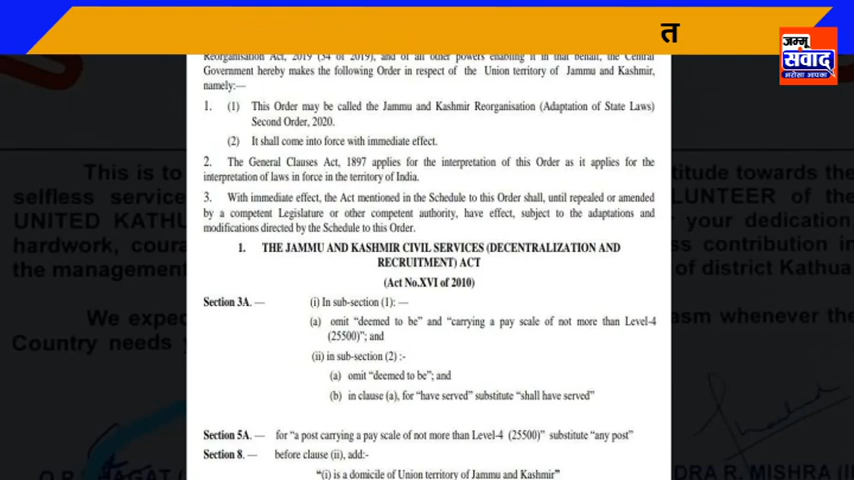 त
जम्मू
संवाद
भरोसा आपका
Reorganisation Act, 2019 (34 of 2019), and of all other powers enabling it in that behalf, the Central
Government hereby makes the following Order in respect of the Union territory of Jammu and Kashmir,
namely:—
1. (1) This Order may be called the Jammu and Kashmir Reorganisation (Adaptation of State Laws)
Second Order, 2020.
(2) It shall come into force with immediate effect.
2. The General Clauses Act, 1897 applies for the interpretation of this Order as it applies for the
interpretation of laws in force in the territory of India.
3. With immediate effect, the Act mentioned in the Schedule to this Order shall, until repealed or amended
by a competent Legislature or other competent authority, have effect, subject to the adaptations and
modifications directed by the Schedule to this Order.
1. THE JAMMU AND KASHMIR CIVIL SERVICES (DECENTRALIZATION AND
RECRUITMENT) ACT
(Act No.XVI of 2010)
Section 3A. — (i) In sub-section (1): —
(a) omit “deemed to be” and “carrying a pay scale of not more than Level-4
(25500)”; and
(ii) in sub-section (2) :-
(a) omit “deemed to be”; and
(b) in clause (a), for “have served” substitute “shall have served”
Section 5A. — for “a post carrying a pay scale of not more than Level-4 (25500)” substitute “any post”
Section 8. — before clause (ii), add:-
“(i) is a domicile of Union territory of Jammu and Kashmir”
This is to
selfless service
UNITED KATHU
hardwork, coura
the management
We expec
Country needs
titude towards the
LUNTEER of the
your dedication
ss contribution in
of district Kathua
asm whenever the
DRA R. MISHRA (I